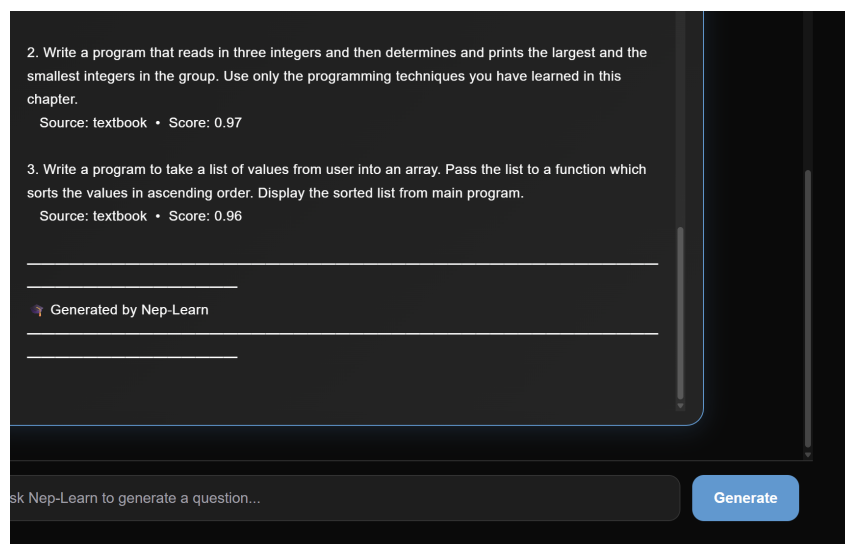 2. Write a program that reads in three integers and then determines and prints the largest and the
smallest integers in the group. Use only the programming techniques you have learned in this
chapter.
Source: textbook • Score: 0.97
3. Write a program to take a list of values from user into an array. Pass the list to a function which
sorts the values in ascending order. Display the sorted list from main program.
Source: textbook • Score: 0.96
Generated by Nep-Learn
sk Nep-Learn to generate a question...
Generate